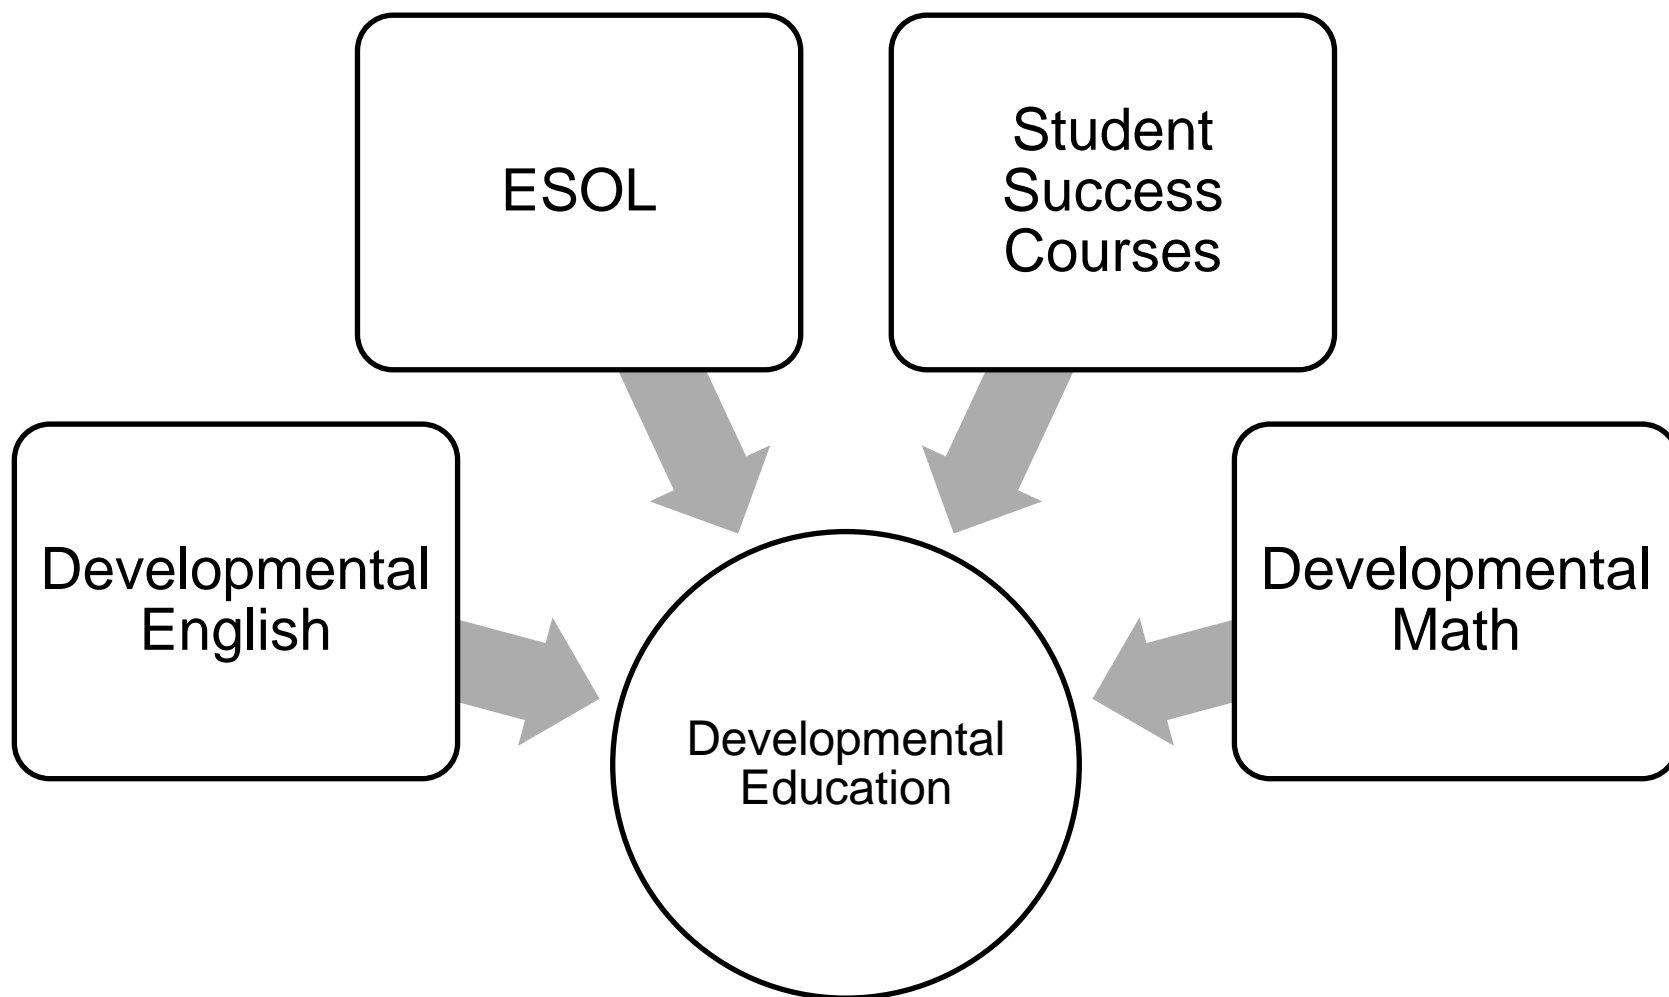 ESOL
Student
Success
Courses
Developmental
English
Developmental
Math
Developmental
Education